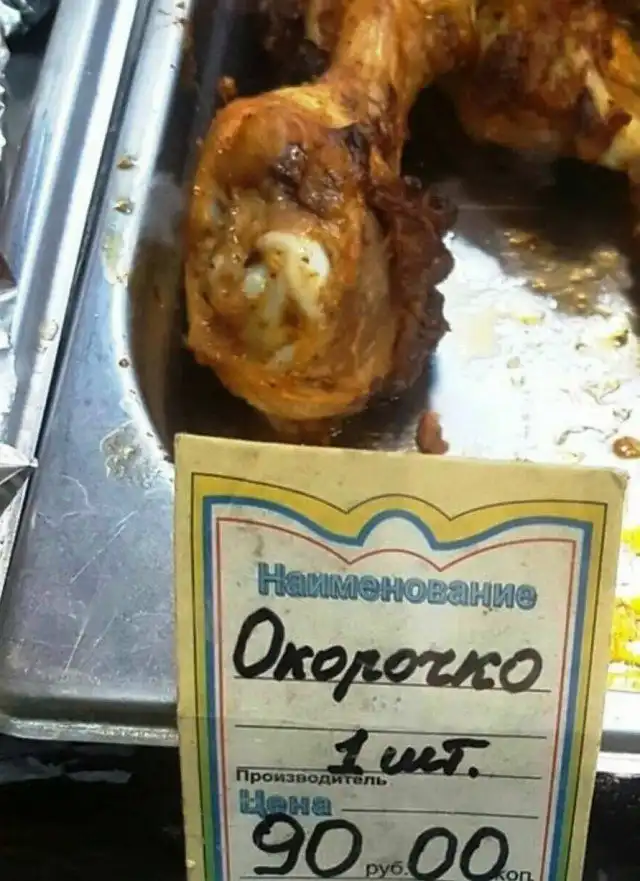 Наименование
Окорочко
1 шт.
Производитель
Цена
90 руб. 00 коп.